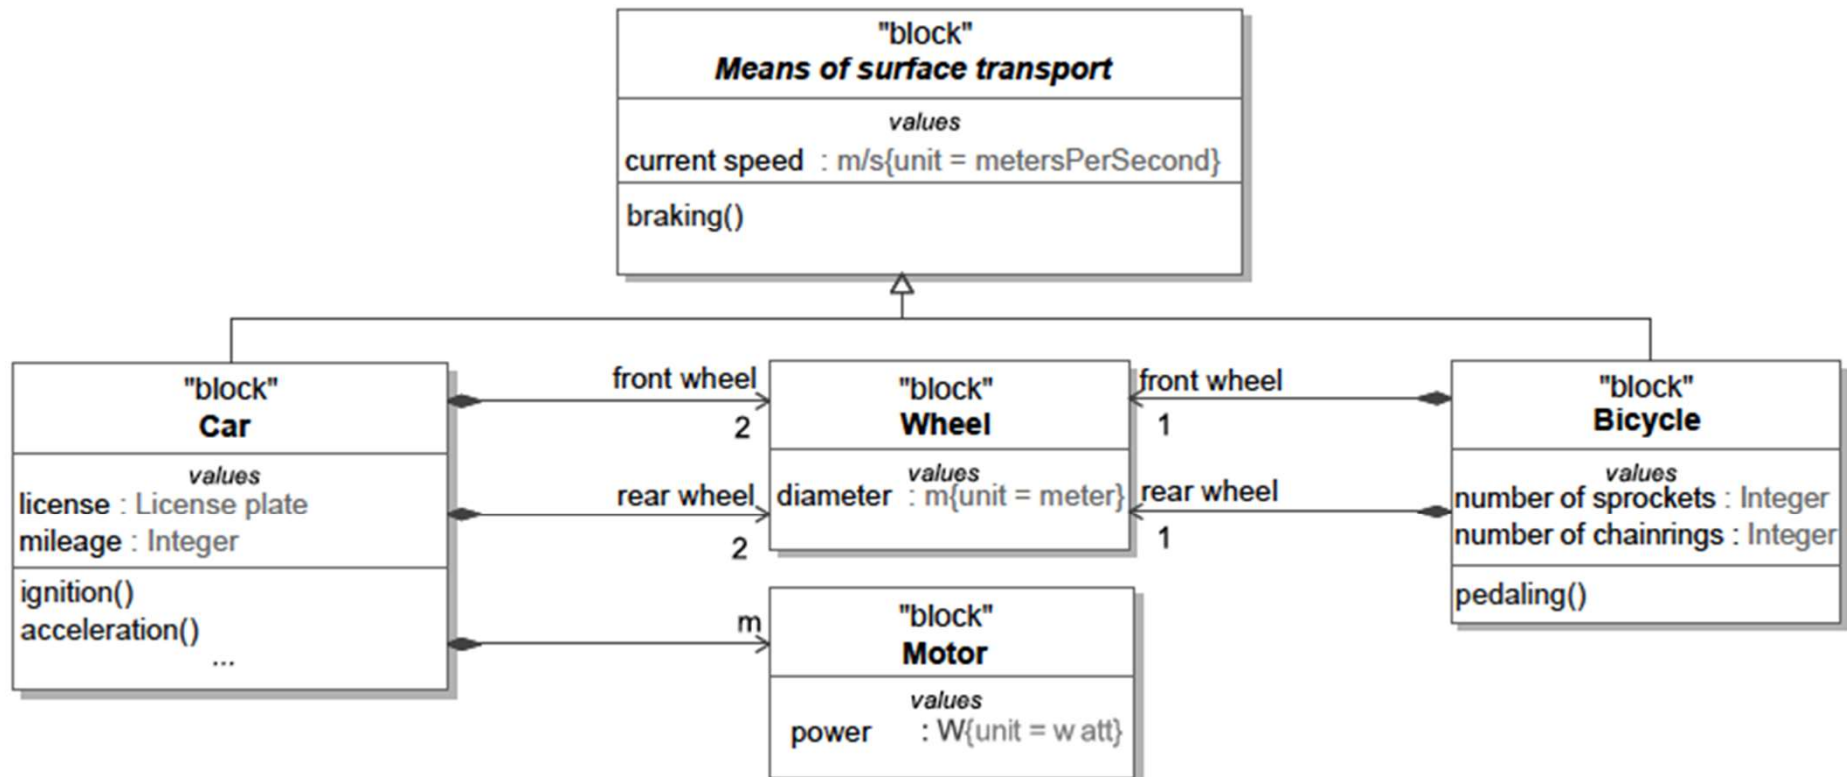 "block"
Means of surface transport
values
current speed : m/s{unit = metersPerSecond}
braking()
"block"
Car
values
license : License plate
mileage : Integer
ignition()
acceleration()
...
front wheel
2
rear wheel
2
m
"block"
Wheel
values
diameter : m{unit = meter}
"block"
Motor
values
power : W{unit = w att}
front wheel
1
rear wheel
1
"block"
Bicycle
values
number of sprockets : Integer
number of chainrings : Integer
pedaling()